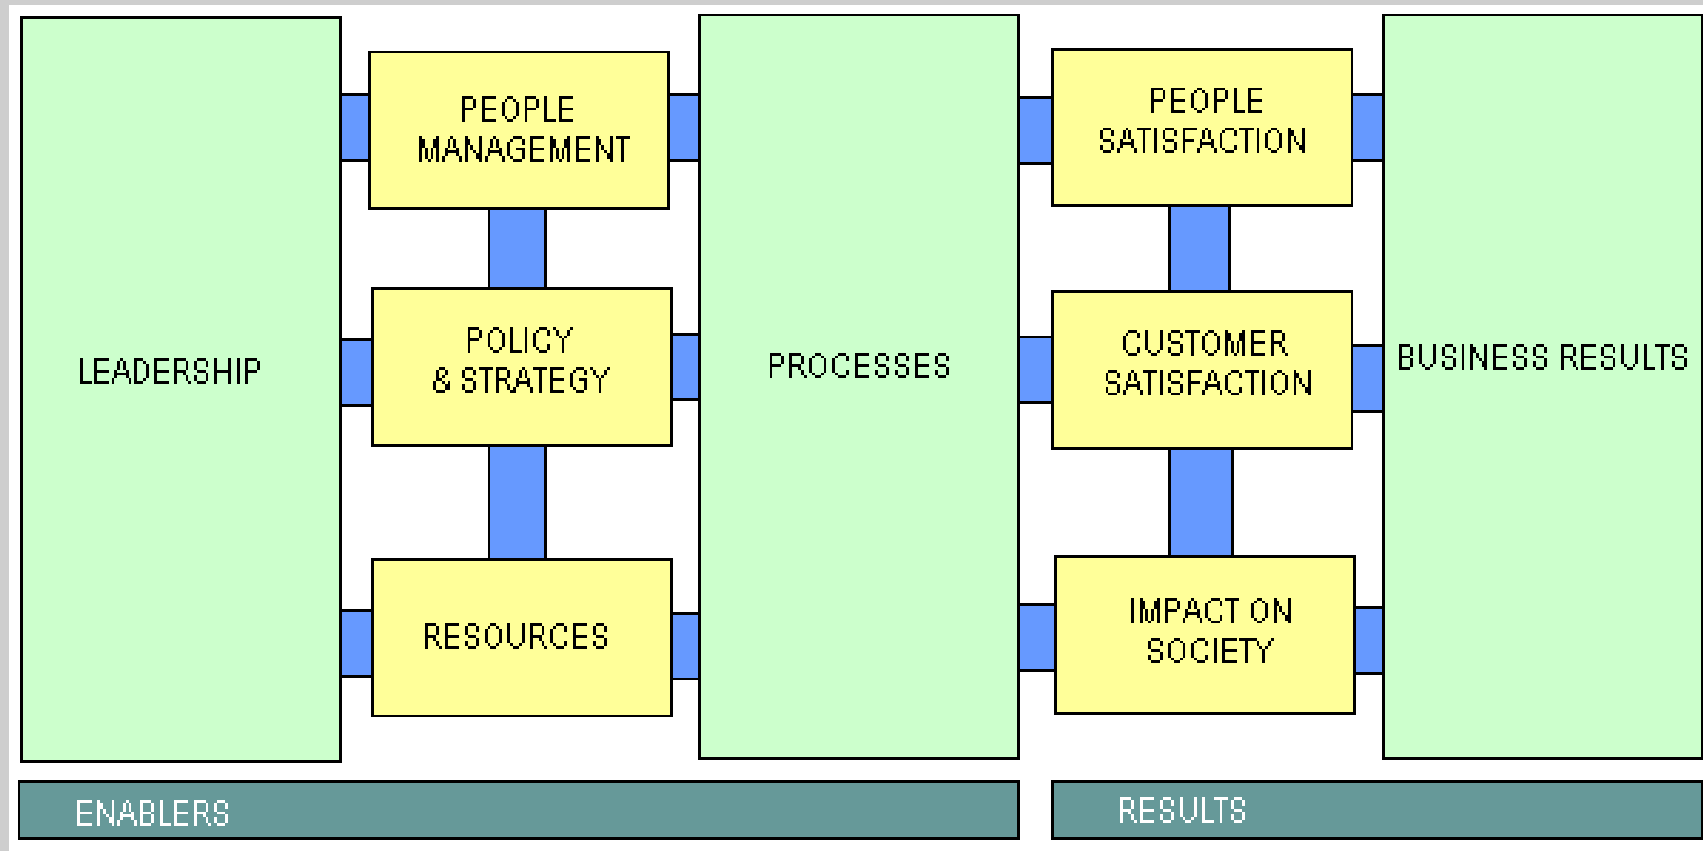 PEOPLE
MANAGEMENT
PEOPLE
SATISFACTION
LEADERSHIP
POLICY
& STRATEGY
PROCESSES
CUSTOMER
SATISFACTION
BUSINESS RESULTS
RESOURCES
IMPACT ON
SOCIETY
ENABLERS
RESULTS